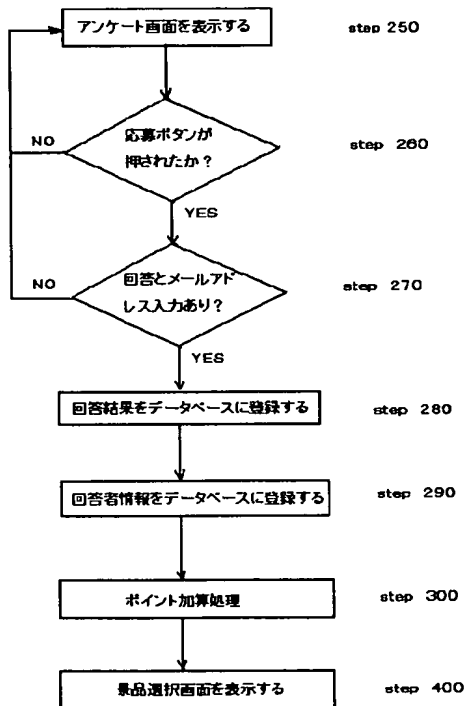 アンケート画面を表示する
step 250
応募ボタンが
押されたか？
step 260
NO
YES
回答とメールアド
レス入力あり？
step 270
NO
YES
回答結果をデータベースに登録する
step 280
回答者情報をデータベースに登録する
step 290
ポイント加算処理
step 300
景品選択画面を表示する
step 400